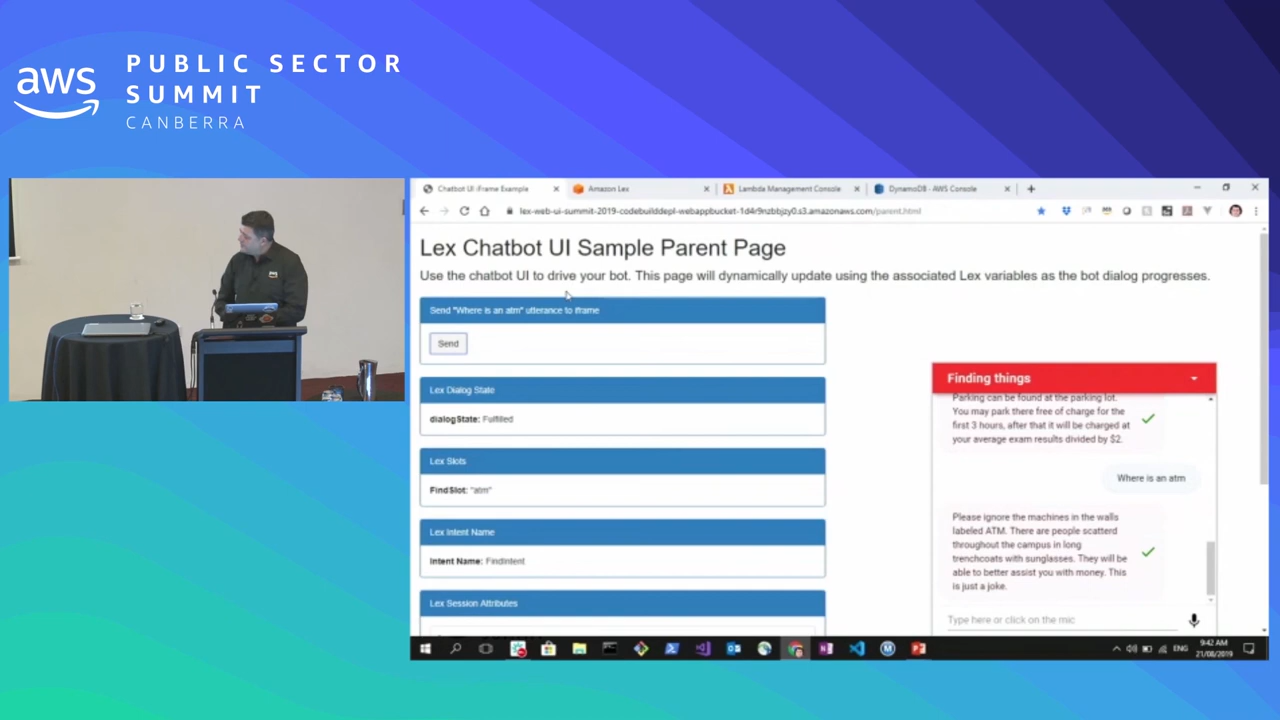 aws
PUBLIC SECTOR
SUMMIT
CANBERRA
Chatbot UI iFrame Example
Amazon Lex
Lambda Management Console
DynamoDB - AWS Console
lex-web-ui-summit-2019-codebuilddepl-webappbucket-1d4r9nzbbjzy0.s3.amazonaws.com/parent.html
Lex Chatbot UI Sample Parent Page
Use the chatbot UI to drive your bot. This page will dynamically update using the associated Lex variables as the bot dialog progresses.
Send "Where is an atm" utterance to iframe
Send
Lex Dialog State
dialogState: Fulfilled
Lex Slots
FindSlot: "atm"
Lex Intent Name
Intent Name: FindIntent
Lex Session Attributes
Finding things
Parking can be found at the parking lot.
You may park there free of charge for the
first 3 hours, after that it will be charged at
your average exam results divided by $2.
Where is an atm
Please ignore the machines in the walls
labeled ATM. There are people scatterd
throughout the campus in long
trenchcoats with sunglasses. They will be
able to better assist you with money. This
is just a joke.
Type here or click on the mic
ENG
9:42 AM
21/08/2019